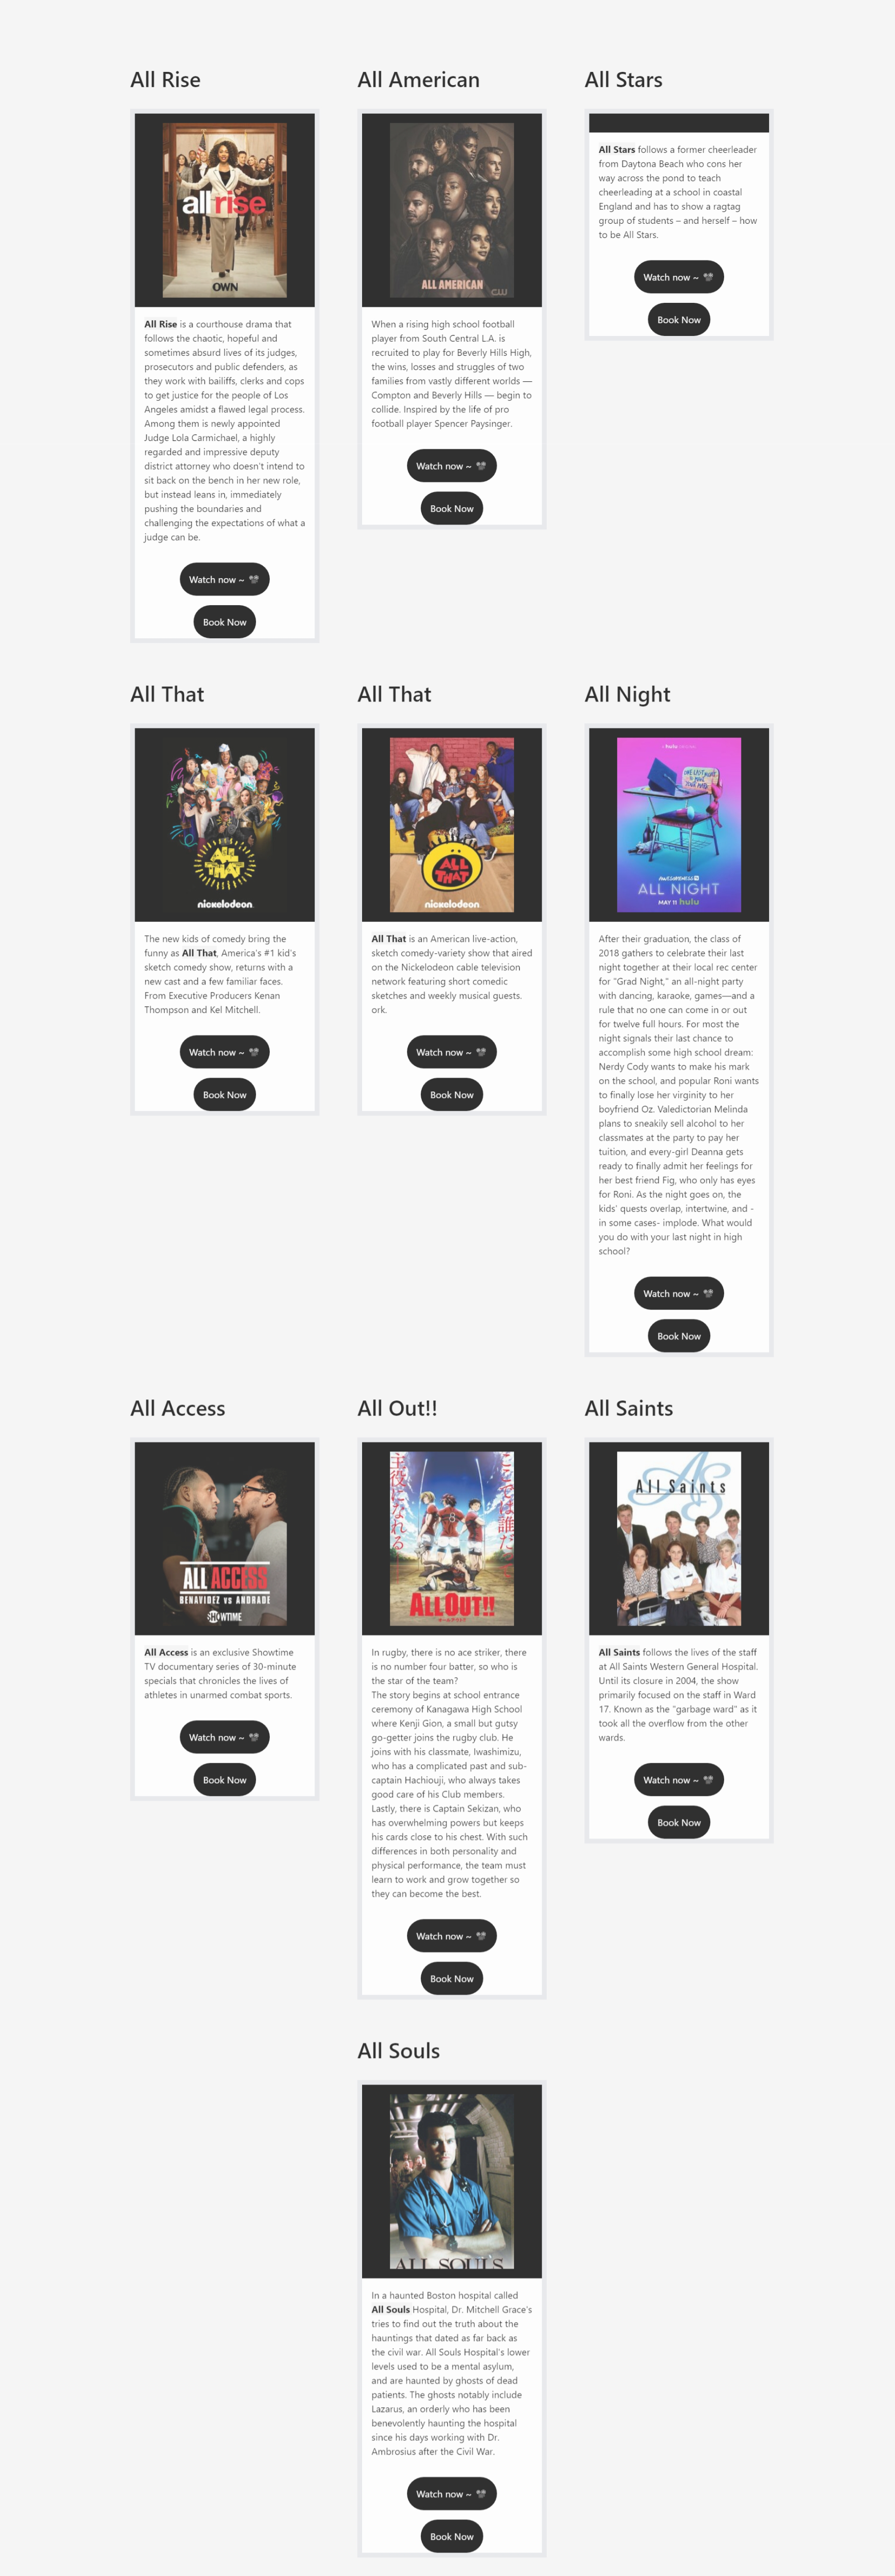 All Rise
allrise
OWN
All Rise is a courthouse drama that
follows the chaotic, hopeful and
sometimes absurd lives of its judges,
prosecutors and public defenders, as
they work with bailiffs, clerks and cops
to get justice for the people of Los
Angeles amidst a flawed legal process.
Among them is newly appointed
Judge Lola Carmichael, a highly
regarded and impressive deputy
district attorney who doesn't intend to
sit back on the bench in her new role,
but instead leans in, immediately
pushing the boundaries and
challenging the expectations of what a
judge can be.
Watch now ~
Book Now
All American
ALL AMERICAN
CW
When a rising high school football
player from South Central L.A. is
recruited to play for Beverly Hills High,
the wins, losses and struggles of two
families from vastly different worlds —
Compton and Beverly Hills — begin to
collide. Inspired by the life of pro
football player Spencer Paysinger.
Watch now ~
Book Now
All Stars
All Stars follows a former cheerleader
from Daytona Beach who cons her
way across the pond to teach
cheerleading at a school in coastal
England and has to show a ragtag
group of students – and herself – how
to be All Stars.
Watch now ~
Book Now
All That
ALL
THAT
nickelodeon
The new kids of comedy bring the
funny as All That, America's #1 kid's
sketch comedy show, returns with a
new cast and a few familiar faces.
From Executive Producers Kenan
Thompson and Kel Mitchell.
Watch now ~
Book Now
All That
ALL
THAT
nickelodeon
All That is an American live-action,
sketch comedy-variety show that aired
on the Nickelodeon cable television
network featuring short comedic
sketches and weekly musical guests.
ork.
Watch now ~
Book Now
All Night
hulu
AWESOMENESS
ALL NIGHT
MAY 11 hulu
After their graduation, the class of
2018 gathers to celebrate their last
night together at their local rec center
for "Grad Night," an all-night party
with dancing, karaoke, games—and a
rule that no one can come in or out
for twelve full hours. For most the
night signals their last chance to
accomplish some high school dream:
Nerdy Cody wants to make his mark
on the school, and popular Roni wants
to finally lose her virginity to her
boyfriend Oz. Valedictorian Melinda
plans to sneakily sell alcohol to her
classmates at the party to pay her
tuition, and every-girl Deanna gets
ready to finally admit her feelings for
her best friend Fig, who only has eyes
for Roni. As the night goes on, the
kids' quests overlap, intertwine, and -
in some cases- implode. What would
you do with your last night in high
school?
Watch now ~
Book Now
All Access
ALL ACCESS
BENAVIDEZ VS ANDRADE
SHOWTIME
All Access is an exclusive Showtime
TV documentary series of 30-minute
specials that chronicles the lives of
athletes in unarmed combat sports.
Watch now ~
Book Now
All Out!!
ここでは誰だって
主役になれる
8
ALL OUT!!
In rugby, there is no ace striker, there
is no number four batter, so who is
the star of the team?
The story begins at school entrance
ceremony of Kanagawa High School
where Kenji Gion, a small but gutsy
go-getter joins the rugby club. He
joins with his classmate, Iwashimizu,
who has a complicated past and sub-
captain Hachiouji, who always takes
good care of his Club members.
Lastly, there is Captain Sekizan, who
has overwhelming powers but keeps
his cards close to his chest. With such
differences in both personality and
physical performance, the team must
learn to work and grow together so
they can become the best.
Watch now ~
Book Now
All Saints
AS
All Saints
All Saints follows the lives of the staff
at All Saints Western General Hospital.
Until its closure in 2004, the show
primarily focused on the staff in Ward
17. Known as the "garbage ward" as it
took all the overflow from the other
wards.
Watch now ~
Book Now
All Souls
ALL SOULS
In a haunted Boston hospital called
All Souls Hospital, Dr. Mitchell Grace's
tries to find out the truth about the
hauntings that dated as far back as
the civil war. All Souls Hospital's lower
levels used to be a mental asylum,
and are haunted by ghosts of dead
patients. The ghosts notably include
Lazarus, an orderly who has been
benevolently haunting the hospital
since his days working with Dr.
Ambrosius after the Civil War.
Watch now ~
Book Now